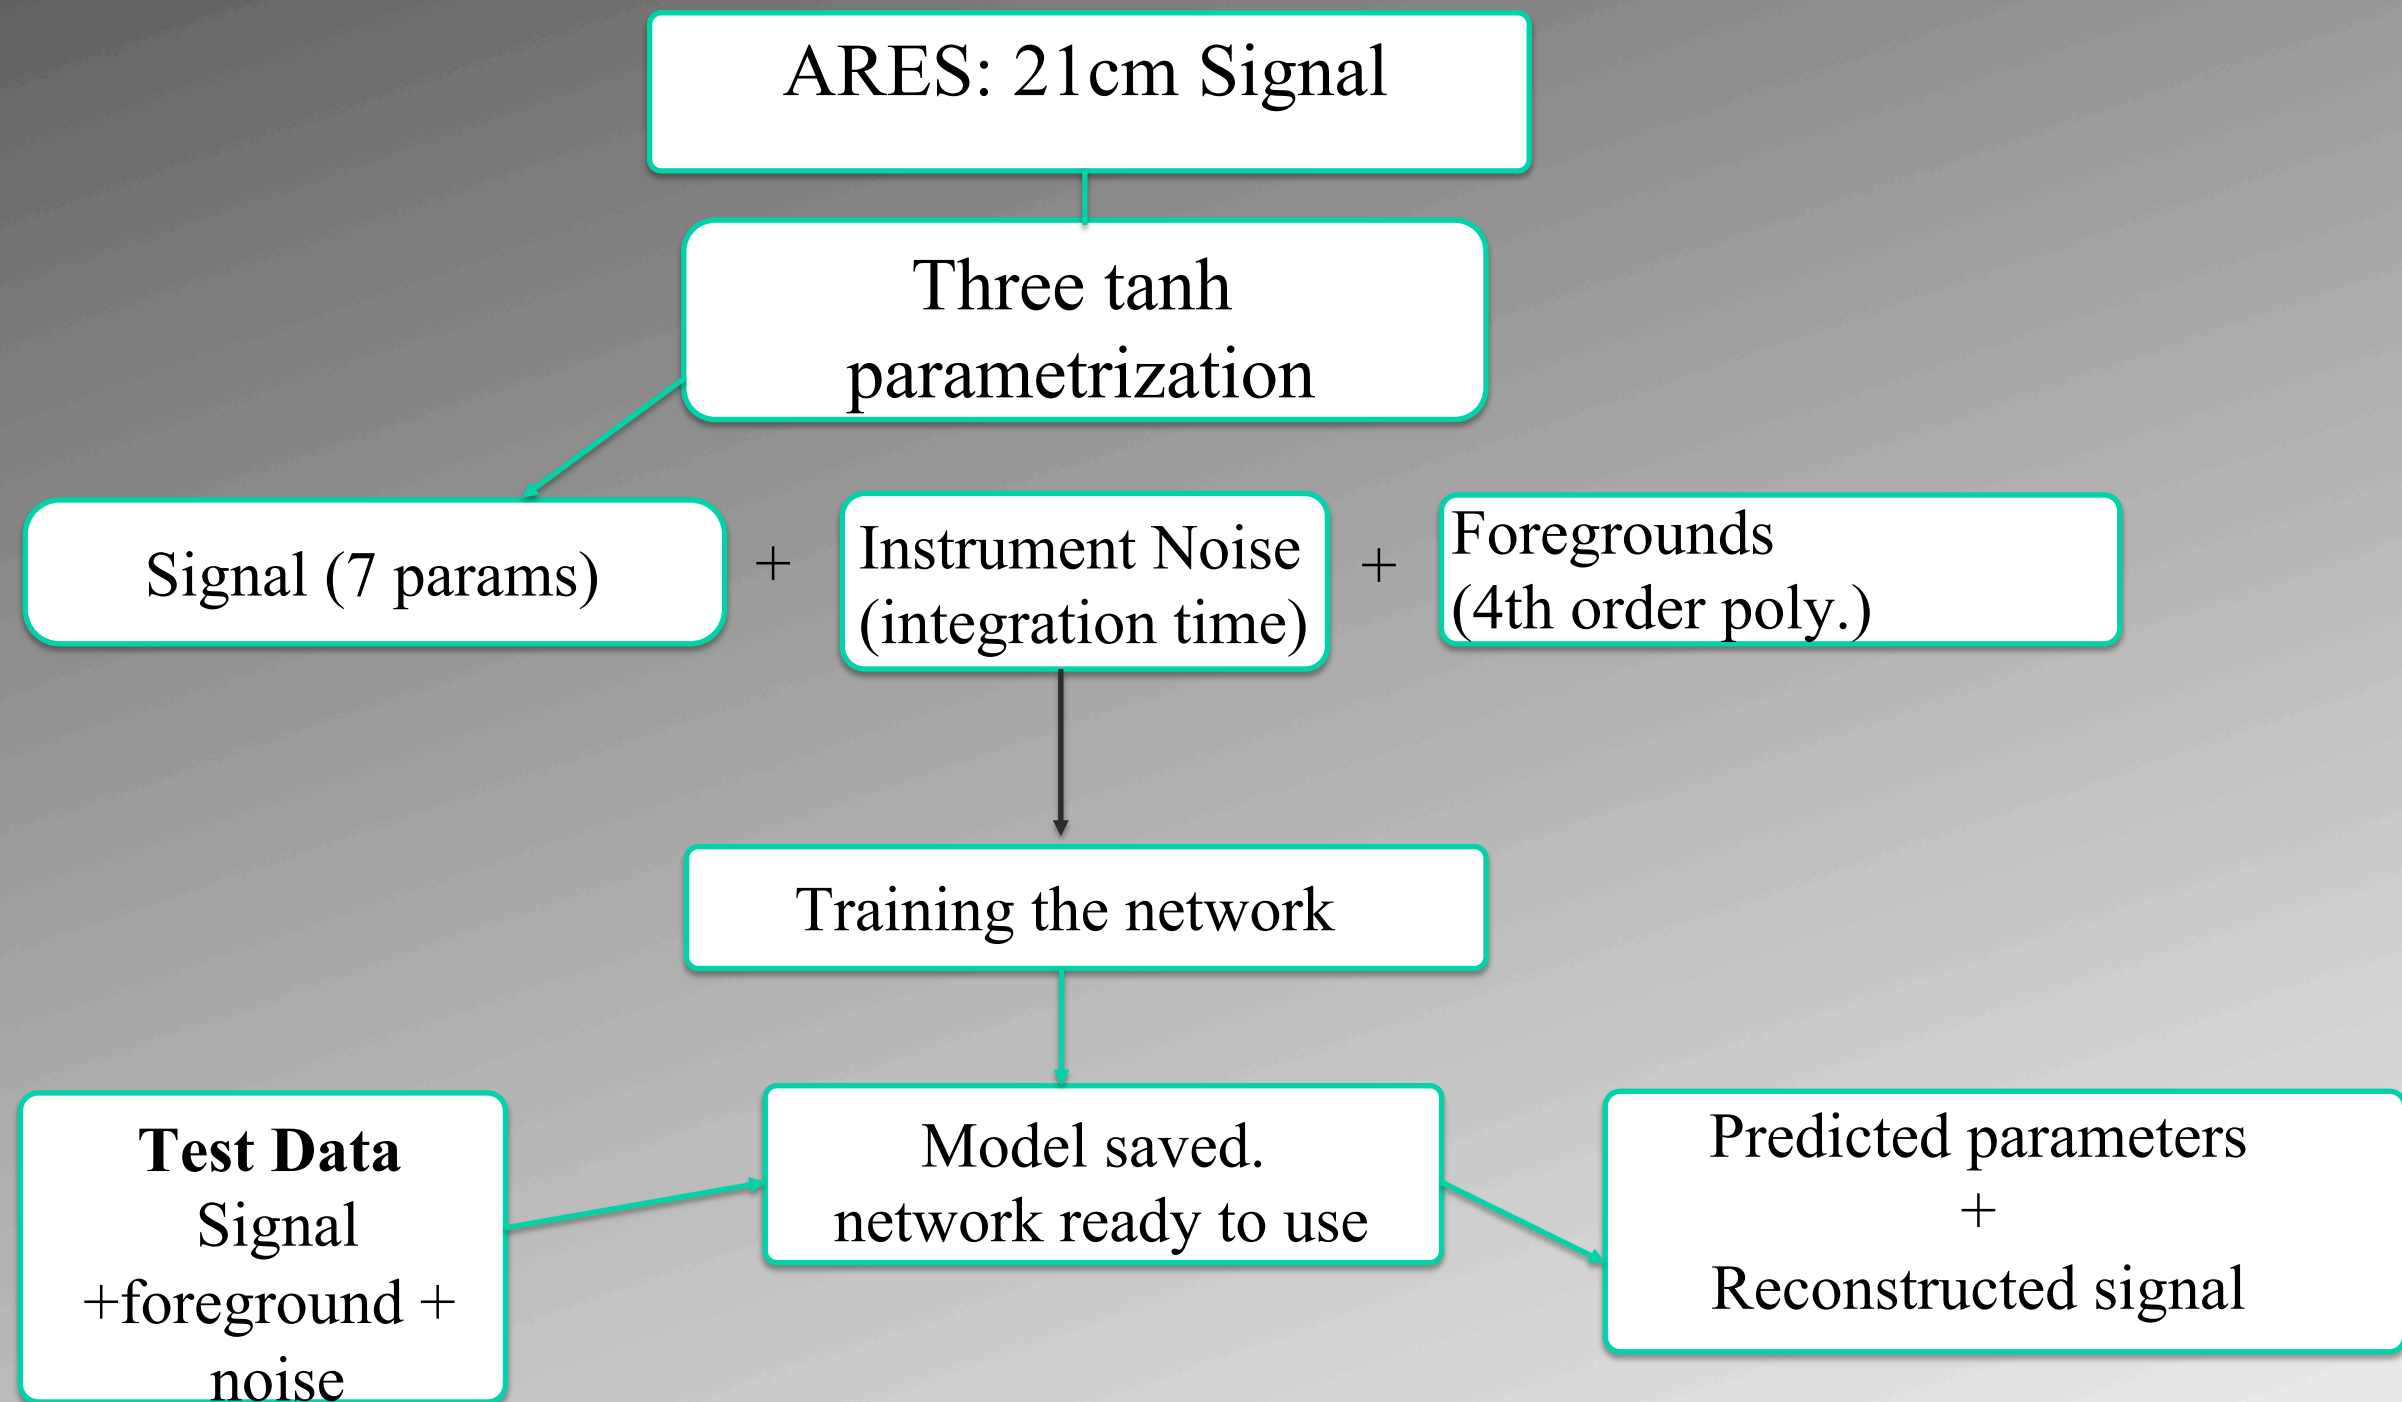 ARES: 21cm Signal
Three tanh
parametrization
Signal (7 params)
+
Instrument Noise
(integration time)
+
Foregrounds
(4th order poly.)
Training the network
Test Data
Signal
+foreground +
noise
Model saved.
network ready to use
Predicted parameters
+
Reconstructed signal